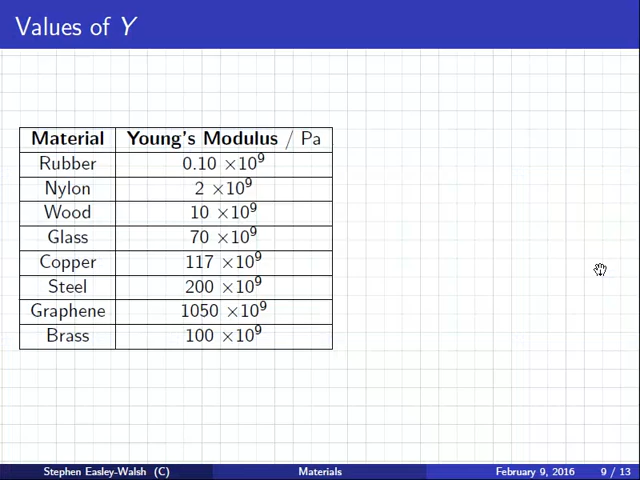 Values of Y
Material Young's Modulus / Pa
Rubber 0.10 ×10⁹
Nylon 2 ×10⁹
Wood 10 ×10⁹
Glass 70 ×10⁹
Copper 117 ×10⁹
Steel 200 ×10⁹
Graphene 1050 ×10⁹
Brass 100 ×10⁹
Stephen Easley-Walsh (C) Materials February 9, 2016 9 / 13